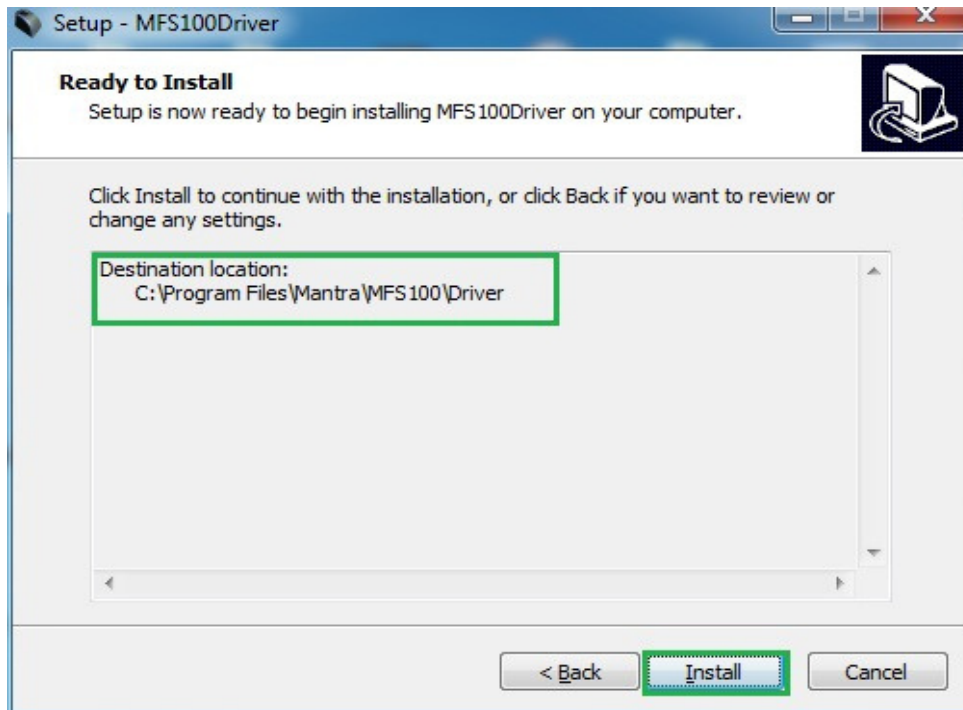 Setup - MFS100Driver
Ready to Install
Setup is now ready to begin installing MFS100Driver on your computer.
Click Install to continue with the installation, or click Back if you want to review or
change any settings.
Destination location:
C:\Program Files\Mantra\MFS100\Driver
< Back
Install
Cancel